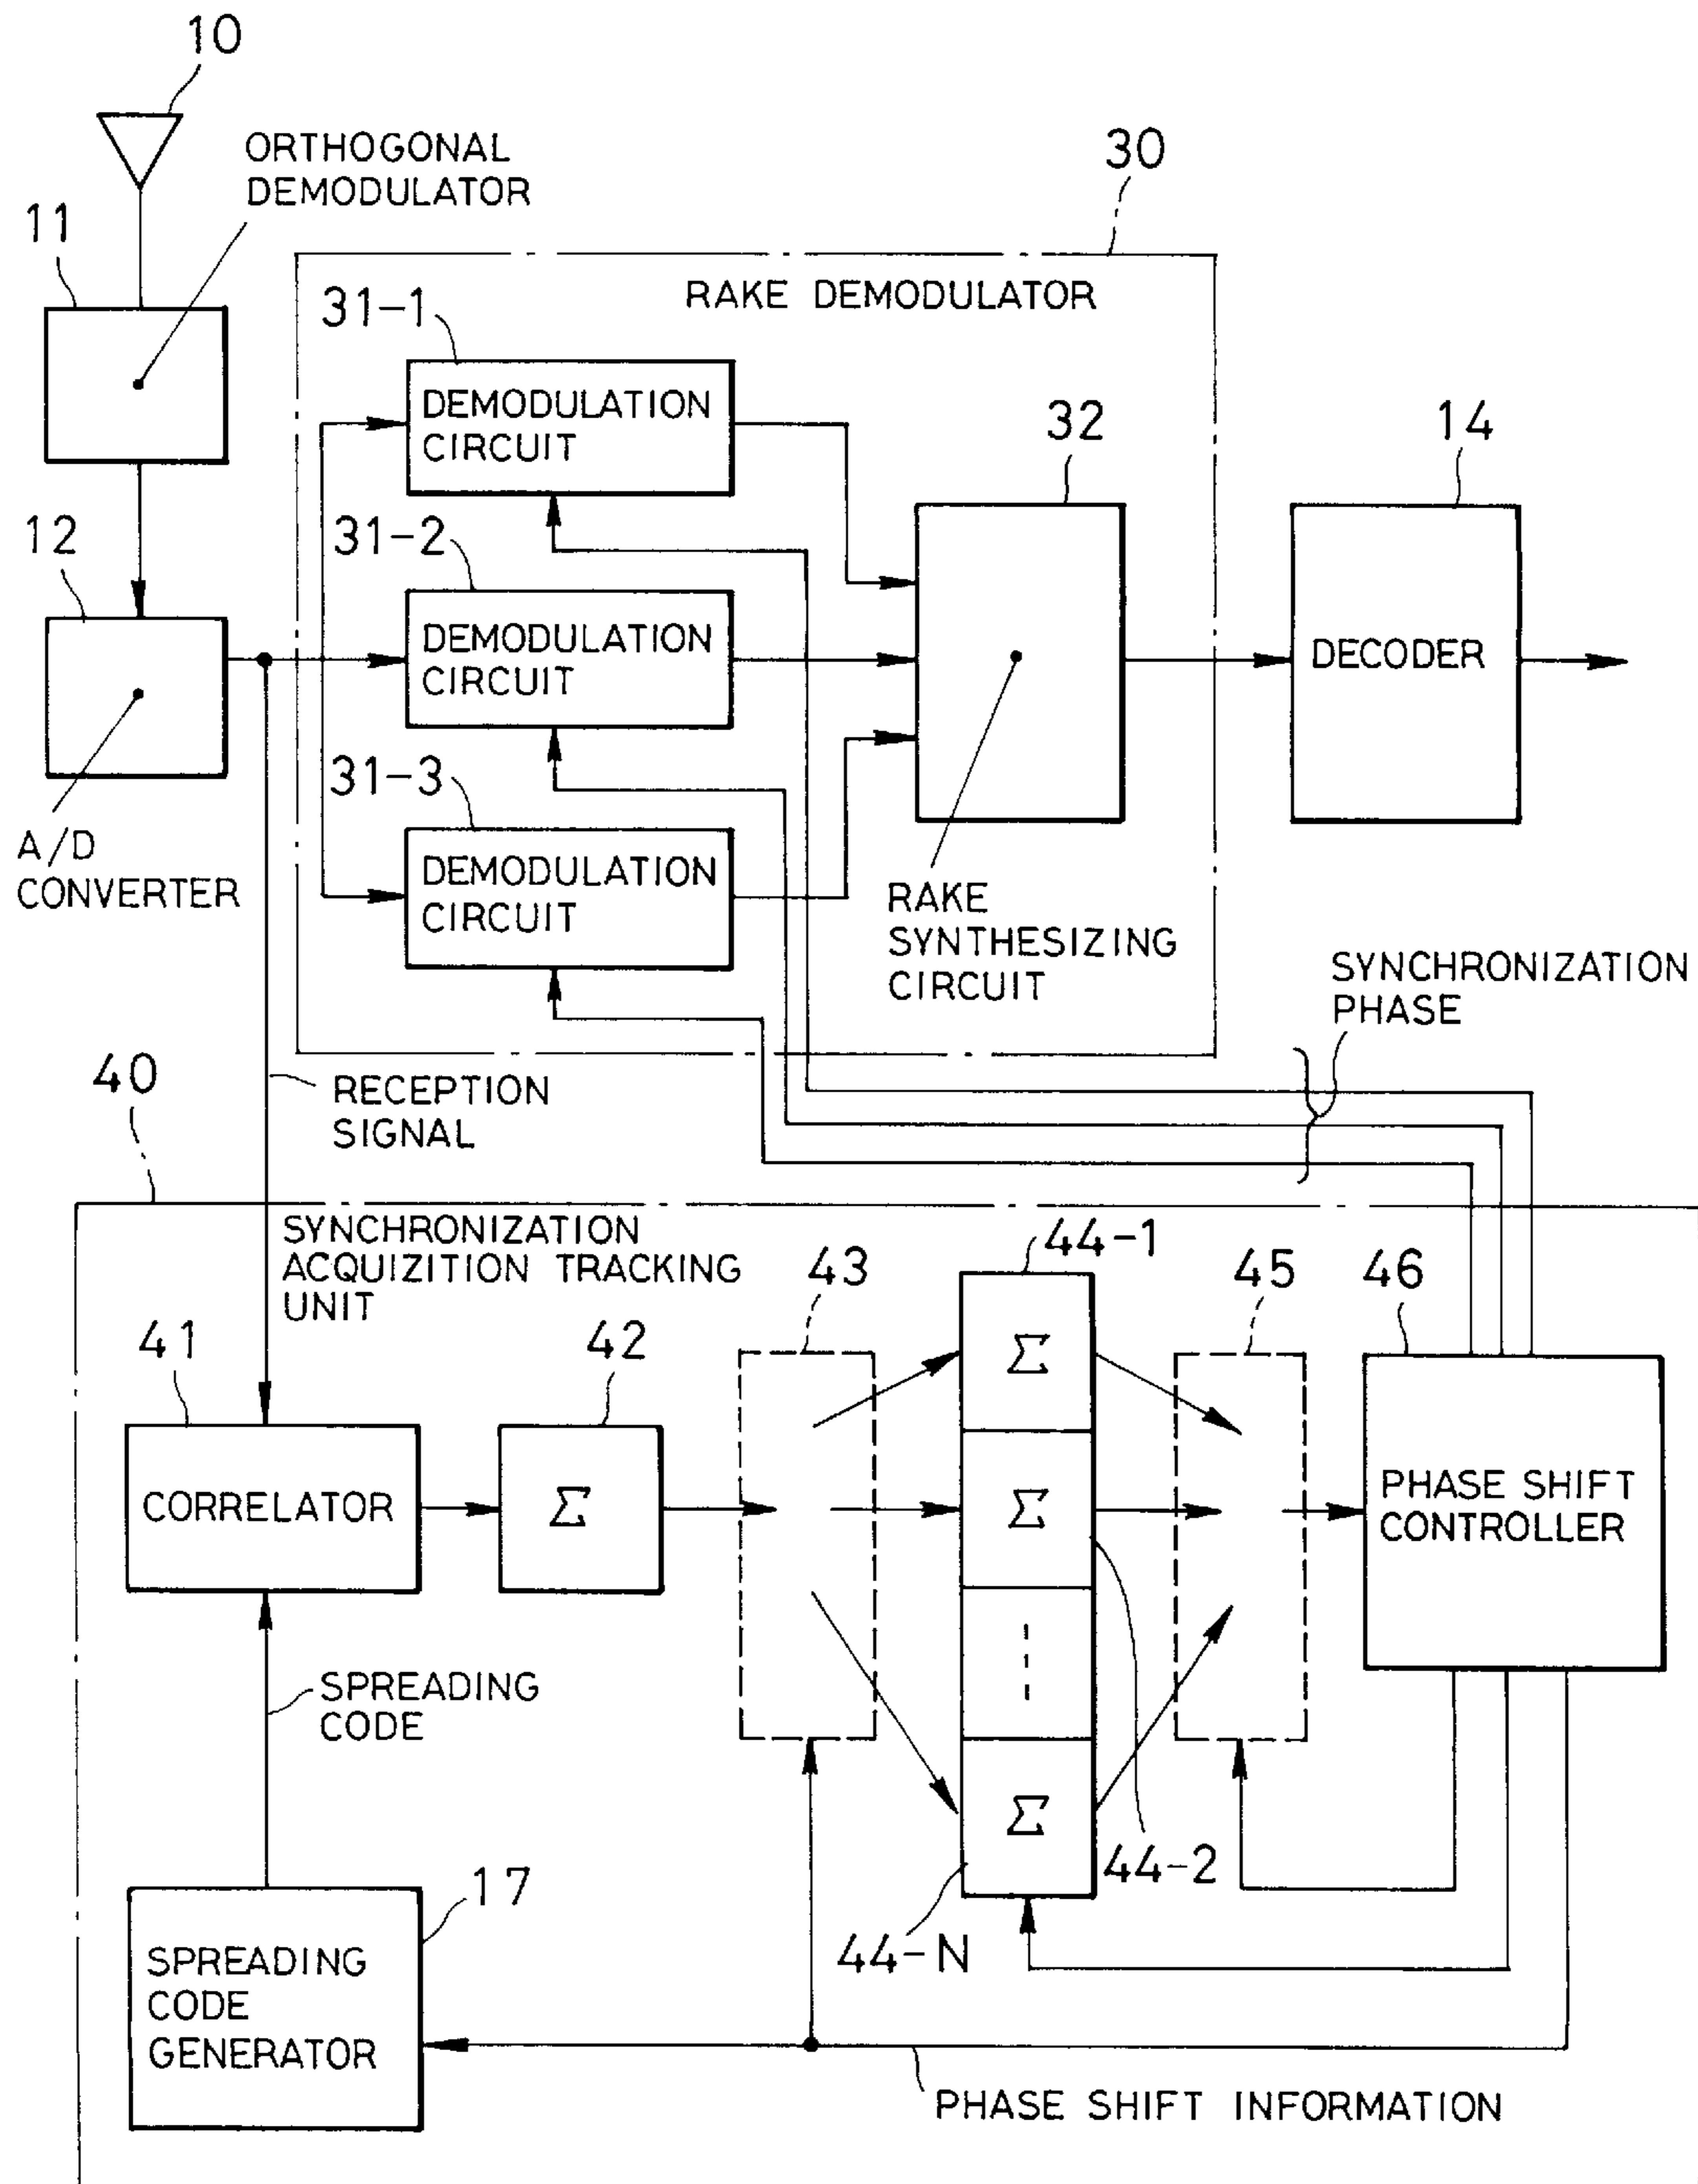 10
ORTHOGONAL
DEMODULATOR
30
11
RAKE DEMODULATOR
31-1
DEMODULATION
CIRCUIT
32
14
12
31-2
DEMODULATION
CIRCUIT
DECODER
31-3
A/D
CONVERTER
DEMODULATION
CIRCUIT
RAKE
SYNTHESIZING
CIRCUIT
SYNCHRONIZATION
PHASE
40
RECEPTION
SIGNAL
SYNCHRONIZATION
ACQUIZITION TRACKING
UNIT
44-1
43
45
46
41
42
Σ
CORRELATOR
Σ
Σ
PHASE SHIFT
CONTROLLER
SPREADING
CODE
Σ
44-2
17
44-N
SPREADING
CODE
GENERATOR
PHASE SHIFT INFORMATION